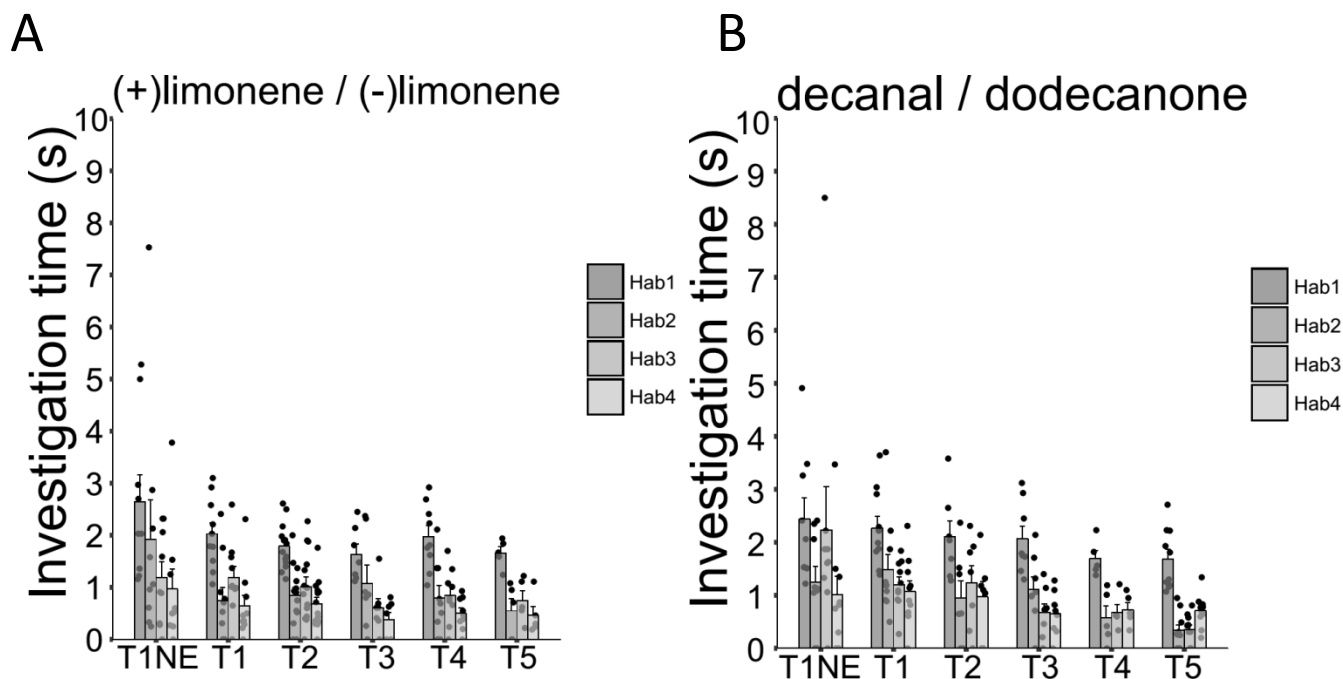 A
(+)limonene / (-)limonene
Investigation time (s)
10
9
8
7
6
5
4
3
2
1
0
T1NE T1 T2 T3 T4 T5
Hab1
Hab2
Hab3
Hab4
B
decanal / dodecanone
Investigation time (s)
10
9
8
7
6
5
4
3
2
1
0
T1NE T1 T2 T3 T4 T5
Hab1
Hab2
Hab3
Hab4